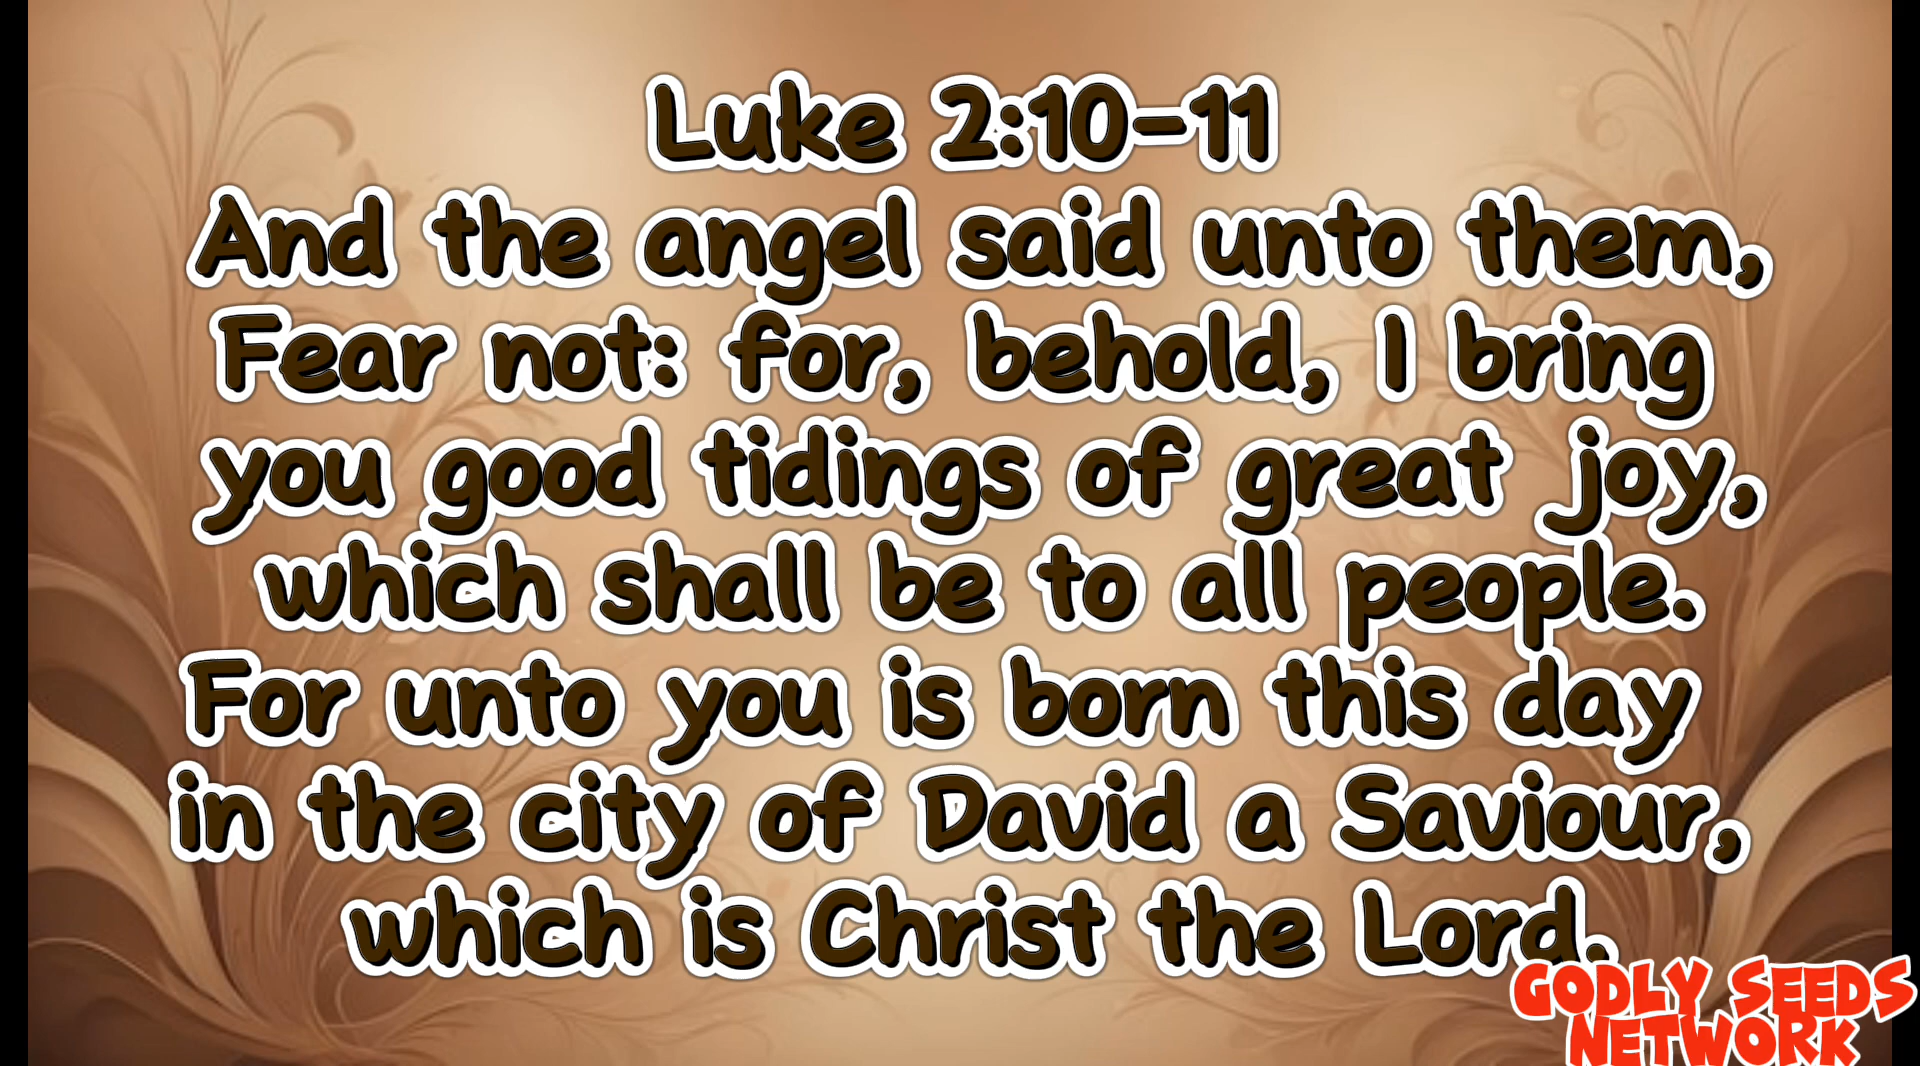 Luke 2:10-11
And the angel said unto them,
Fear not: for, behold, I bring
you good tidings of great joy,
which shall be to all people.
For unto you is born this day
in the city of David a Saviour,
which is Christ the Lord.
GODLY SEEDS
NETWORK